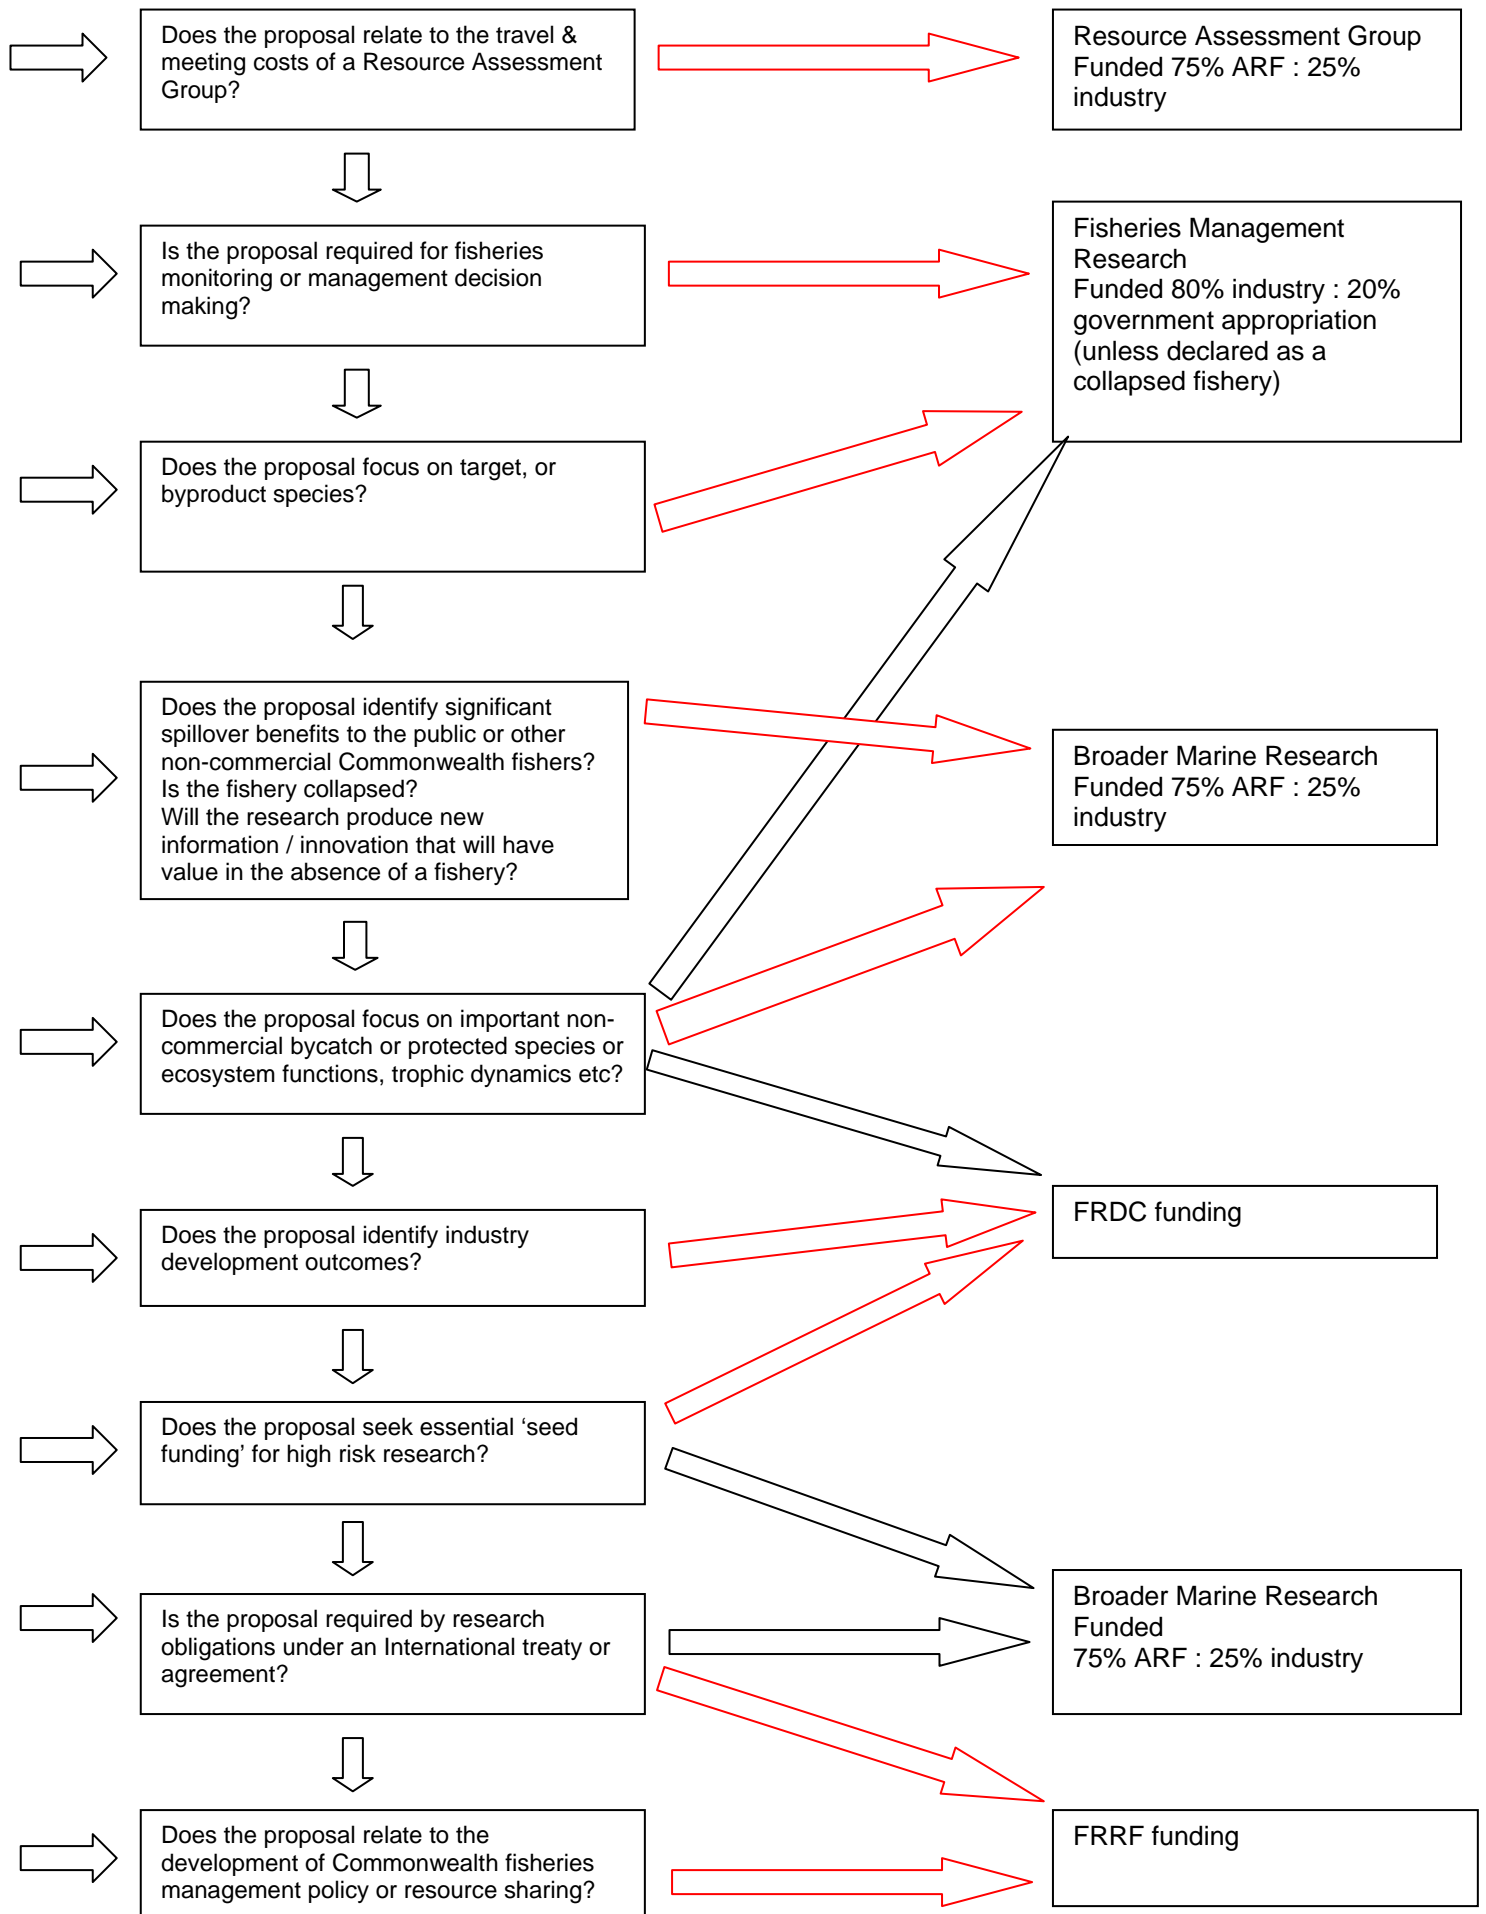 Does the proposal relate to the travel &
meeting costs of a Resource Assessment
Group?
Resource Assessment Group
Funded 75% ARF : 25%
industry
Is the proposal required for fisheries
monitoring or management decision
making?
Fisheries Management
Research
Funded 80% industry : 20%
government appropriation
(unless declared as a
collapsed fishery)
Does the proposal focus on target, or
byproduct species?
Does the proposal identify significant
spillover benefits to the public or other
non-commercial Commonwealth fishers?
Is the fishery collapsed?
Will the research produce new
information / innovation that will have
value in the absence of a fishery?
Broader Marine Research
Funded 75% ARF : 25%
industry
Does the proposal focus on important non-
commercial bycatch or protected species or
ecosystem functions, trophic dynamics etc?
FRDC funding
Does the proposal identify industry
development outcomes?
Does the proposal seek essential ‘seed
funding’ for high risk research?
Broader Marine Research
Funded
75% ARF : 25% industry
Is the proposal required by research
obligations under an International treaty or
agreement?
Does the proposal relate to the
development of Commonwealth fisheries
management policy or resource sharing?
FRRF funding